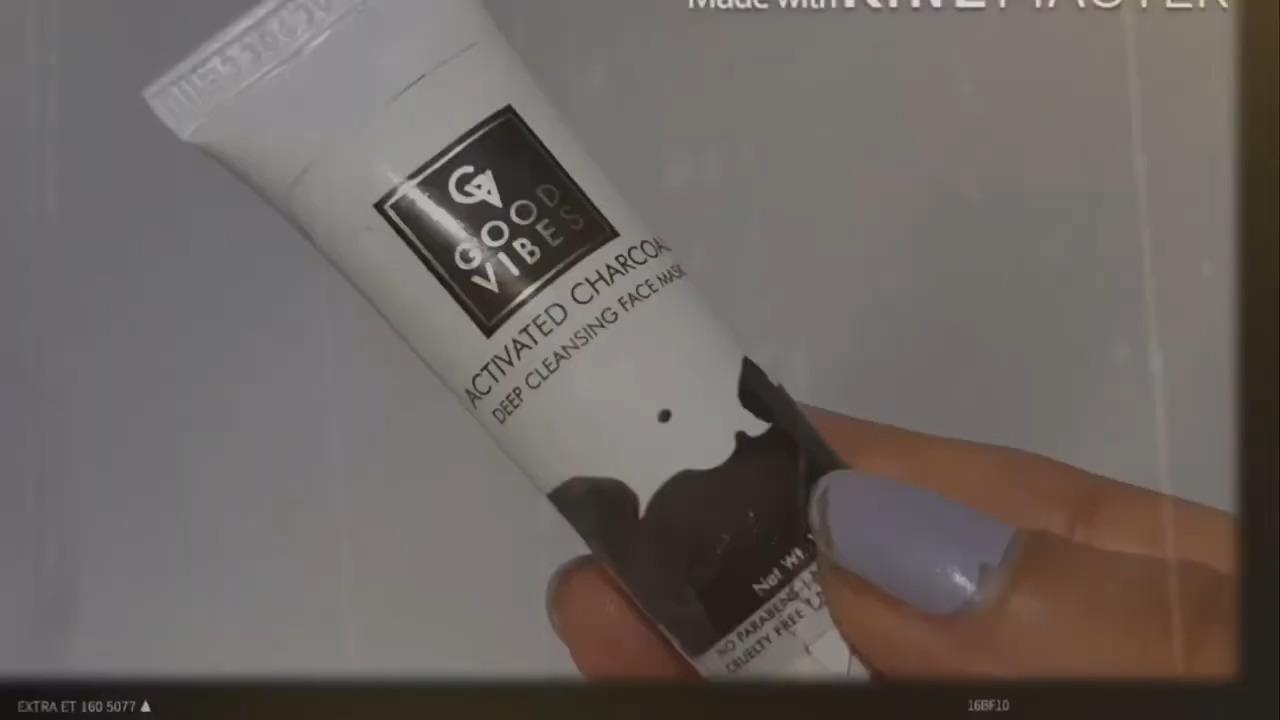 Made with KINEMASTER
GV
GOOD
VIBES
ACTIVATED CHARCOAL
DEEP CLEANSING FACE MASK
Net Wt.
NO PARABENS
CRUELTY FREE
EXTRA ET 160 5077 ▲
16BF10